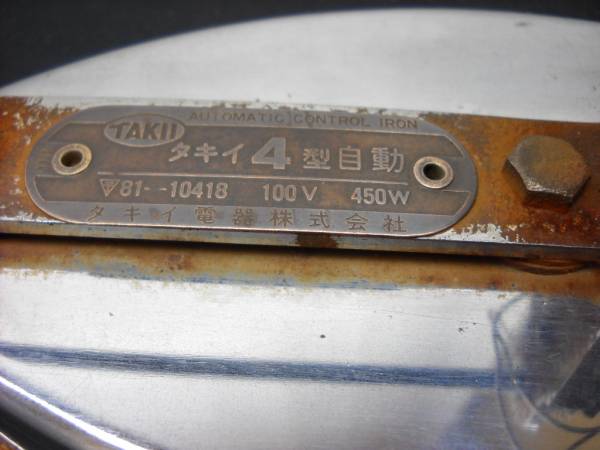 AUTOMATIC CONTROL IRON
TAKII
タキイ4型自動
▽81--10418 100V 450W
タキイ電器株式会社